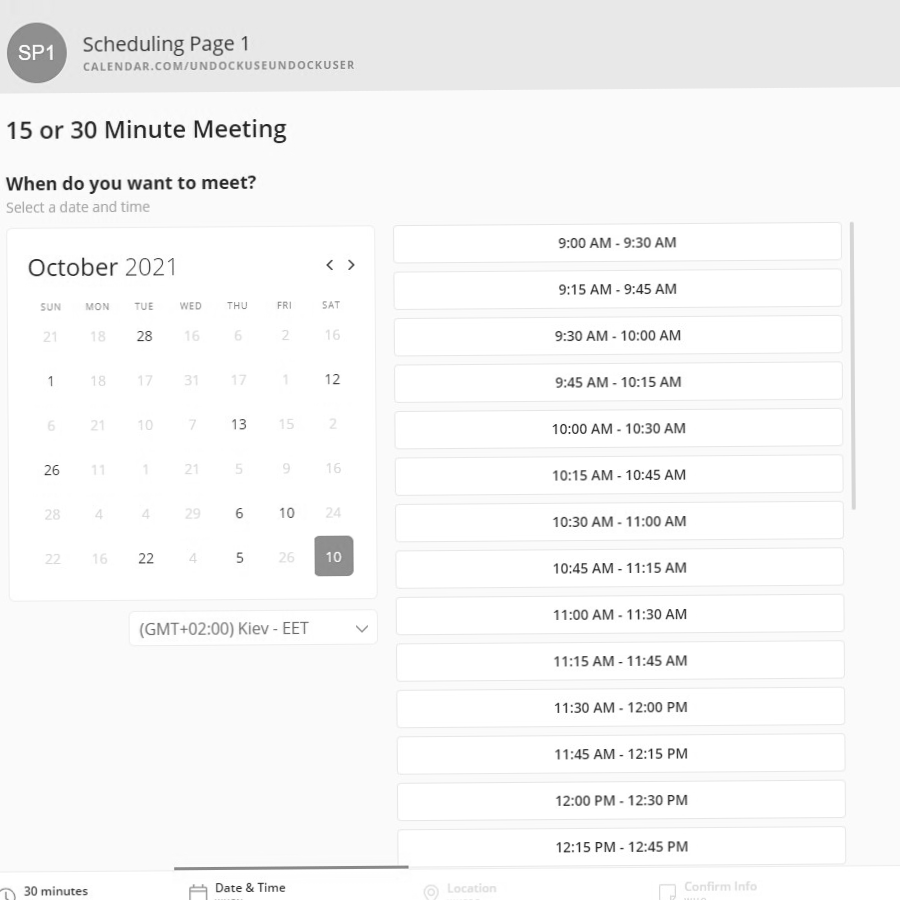 SP1
Scheduling Page 1
CALENDAR.COM/UNDOCKUSEUNDOCKUSER
15 or 30 Minute Meeting
When do you want to meet?
Select a date and time
October 2021
SUN MON TUE WED THU FRI SAT
21 18 28 16 6 2 16
1 18 17 31 17 1 12
6 21 10 7 13 15 2
26 11 1 21 5 9 16
28 4 4 29 6 10 24
22 16 22 4 5 26 10
(GMT+02:00) Kiev - EET
9:00 AM - 9:30 AM
9:15 AM - 9:45 AM
9:30 AM - 10:00 AM
9:45 AM - 10:15 AM
10:00 AM - 10:30 AM
10:15 AM - 10:45 AM
10:30 AM - 11:00 AM
10:45 AM - 11:15 AM
11:00 AM - 11:30 AM
11:15 AM - 11:45 AM
11:30 AM - 12:00 PM
11:45 AM - 12:15 PM
12:00 PM - 12:30 PM
12:15 PM - 12:45 PM
30 minutes
Date & Time
Location
Confirm Info